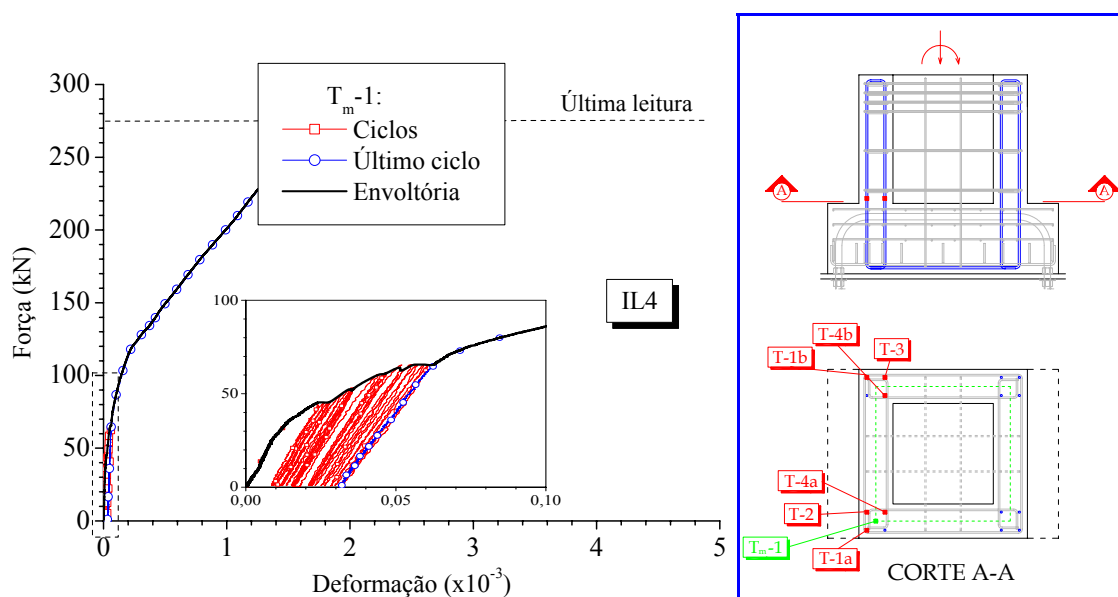 T_m-1:
Ciclos
Último ciclo
Envoltória
Última leitura
IL4
Força (kN)
300
250
200
150
100
50
0
0 1 2 3 4 5
Deformação (x10⁻³)
100
50
0
0,00 0,05 0,10
A A
T-4b
T-1b T-3
T-4a
T-2
Tₘ-1
T-1a
CORTE A-A